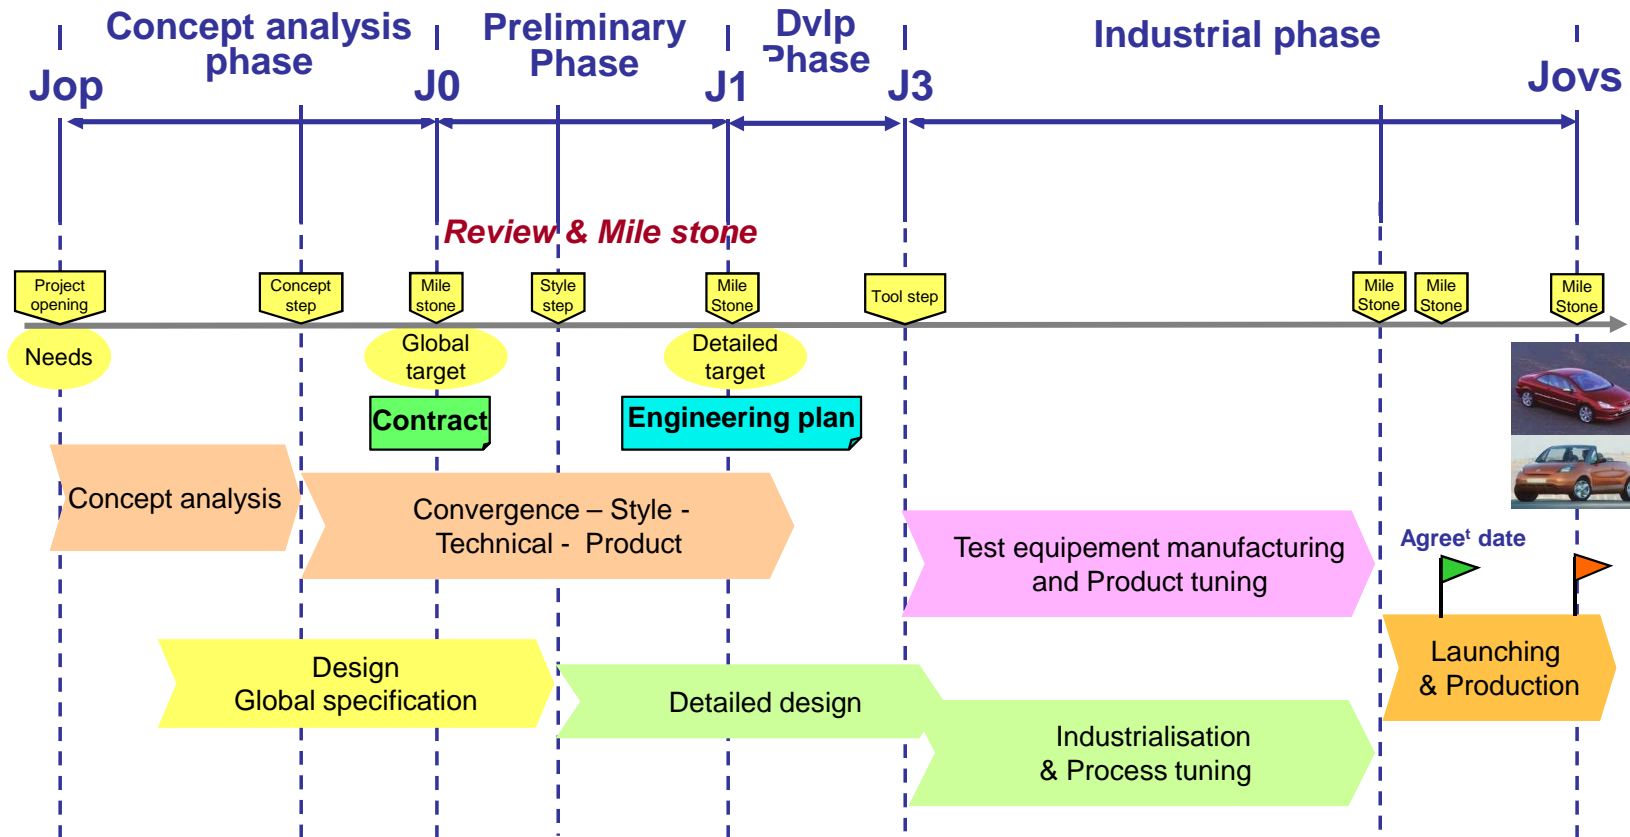 Concept analysis
phase
Preliminary
Phase
Dvlp
Phase
Industrial phase
Jop
J0
J1
J3
Jovs
Review & Mile stone
Project
opening
Concept
step
Mile
stone
Style
step
Mile
Stone
Tool step
Mile
Stone
Mile
Stone
Mile
Stone
Needs
Global
target
Detailed
target
Contract
Engineering plan
Concept analysis
Convergence – Style -
Technical - Product
Test equipement manufacturing
and Product tuning
Agreet date
Design
Global specification
Detailed design
Launching
& Production
Industrialisation
& Process tuning